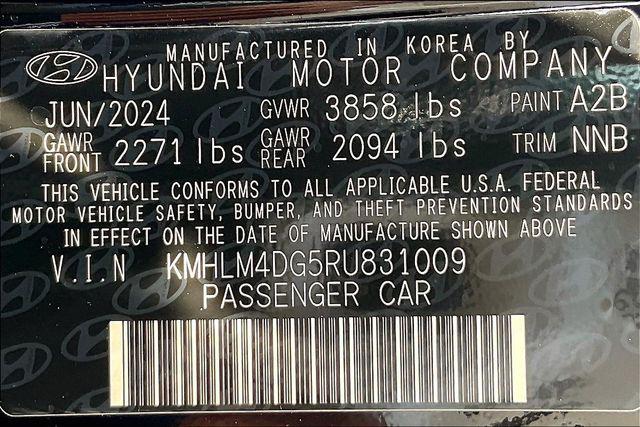 MANUFACTURED IN KOREA BY
HYUNDAI MOTOR COMPANY
JUN/2024 GVWR 3858 lbs PAINT A2B
GAWR FRONT 2271 lbs GAWR REAR 2094 lbs TRIM NNB
THIS VEHICLE CONFORMS TO ALL APPLICABLE U.S.A. FEDERAL
MOTOR VEHICLE SAFETY, BUMPER, AND THEFT PREVENTION STANDARDS
IN EFFECT ON THE DATE OF MANUFACTURE SHOWN ABOVE
V.I.N KMHLM4DG5RU831009
PASSENGER CAR